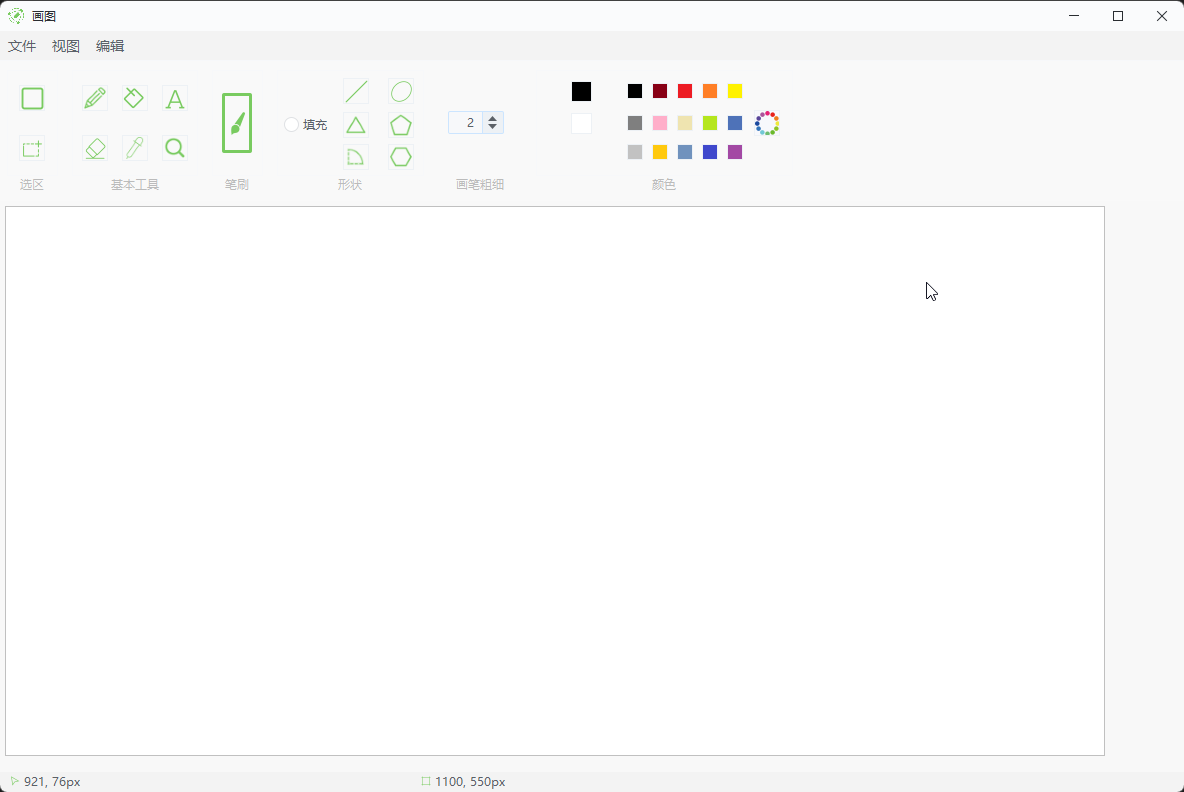 画图
文件 视图 编辑
填充
2
选区 基本工具 笔刷 形状 画笔粗细 颜色
921, 76px 1100, 550px